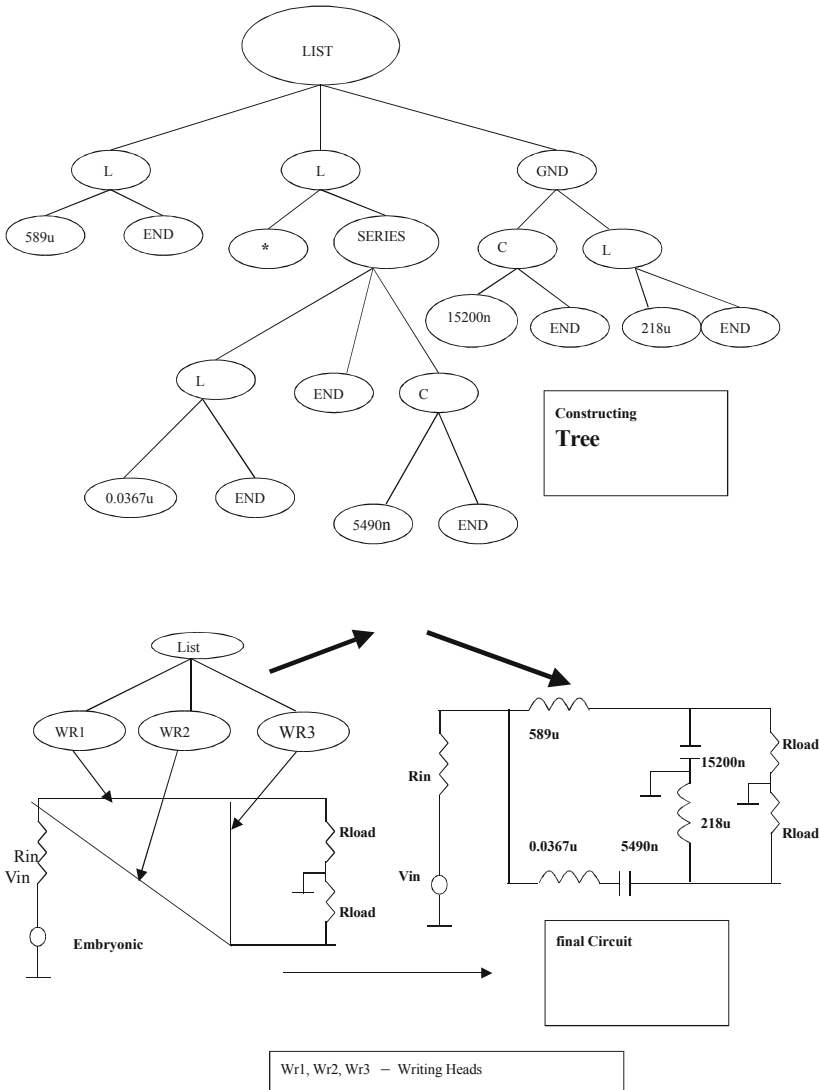 LIST
L
L
GND
589u
END
*
SERIES
C
L
15200n
END
218u
END
L
END
C
0.0367u
END
5490n
END
Constructing
Tree
List
WR1
WR2
WR3
Rin
Vin
Rload
Rload
Embryonic
589u
Rin
15200n
Rload
218u
Rload
0.0367u
5490n
Vin
final Circuit
Wr1, Wr2, Wr3 – Writing Heads